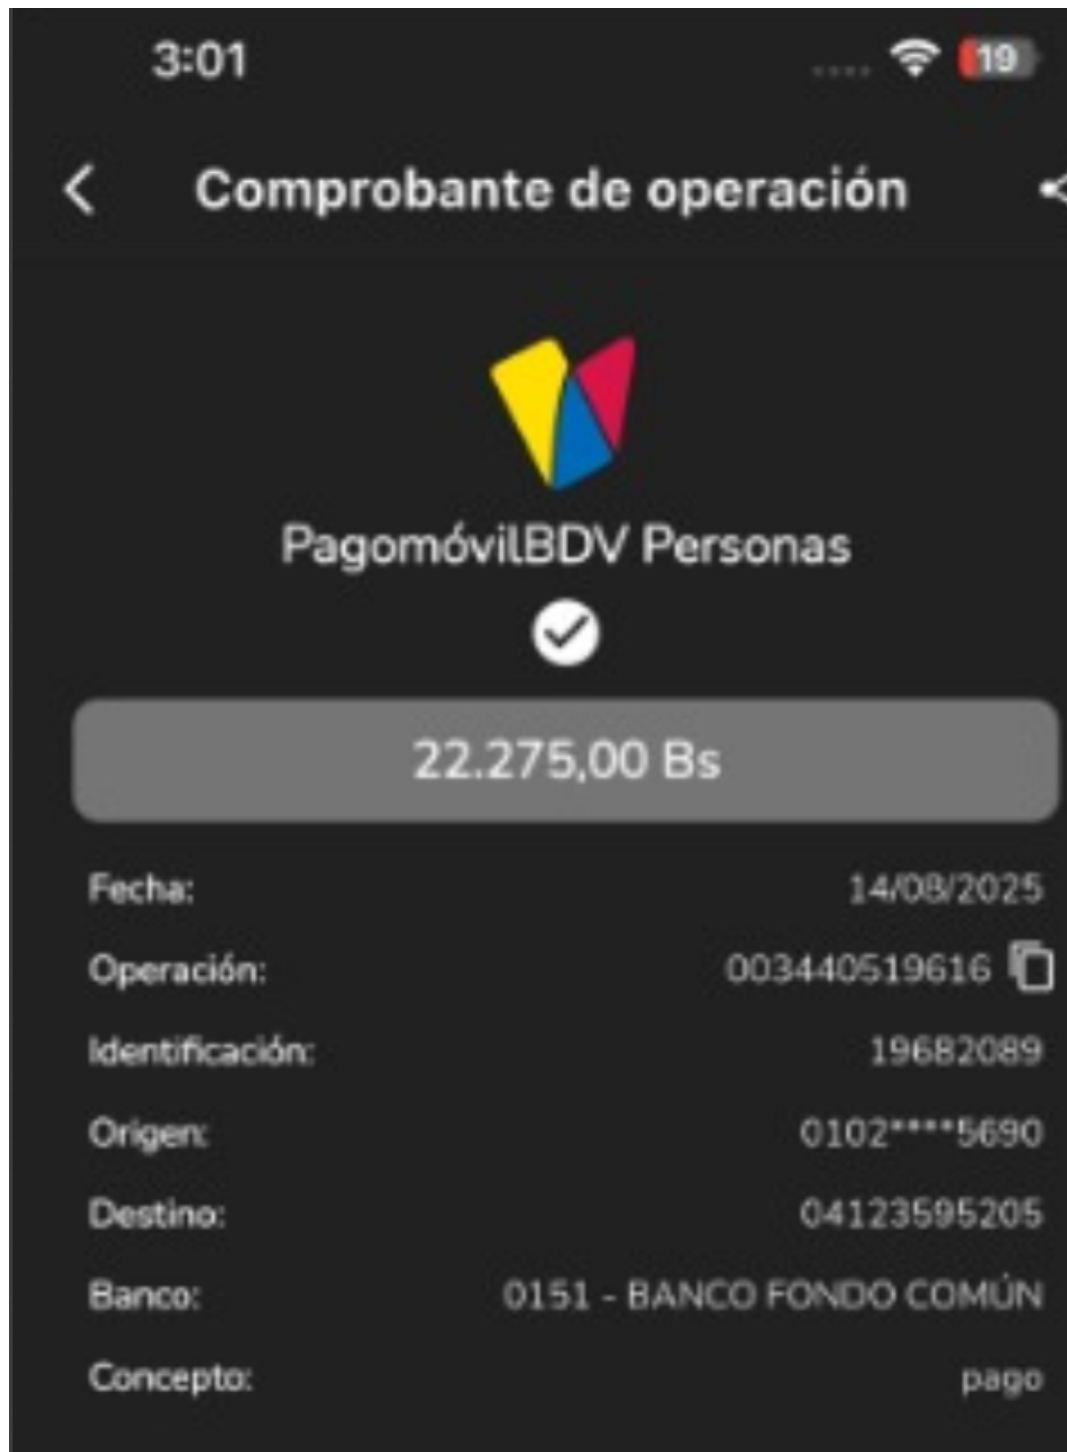 3:01
19
Comprobante de operación
PagomóvilBDV Personas
22.275,00 Bs
Fecha: 14/08/2025
Operación: 003440519616
Identificación: 19682089
Origen: 0102****5690
Destino: 04123595205
Banco: 0151 - BANCO FONDO COMÚN
Concepto: pago